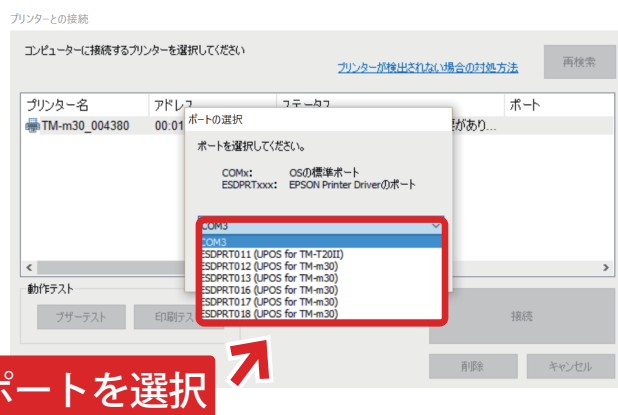 プリンターとの接続
コンピューターに接続するプリンターを選択してください
プリンターが検出されない場合の対処方法
再検索
プリンター名 アドレス ステータス ポート
TM-m30_004380 00:01 要があり...
ポートの選択
ポートを選択してください。
COMx: OSの標準ポート
ESDPRTxxx: EPSON Printer Driverのポート
COM3
COM3
ESDPRT011 (UPOS for TM-T20II)
ESDPRT012 (UPOS for TM-m30)
ESDPRT013 (UPOS for TM-m30)
ESDPRT016 (UPOS for TM-m30)
ESDPRT017 (UPOS for TM-m30)
ESDPRT018 (UPOS for TM-m30)
動作テスト
ブザーテスト 印刷テス 接続
削除 キャンセル
ポートを選択